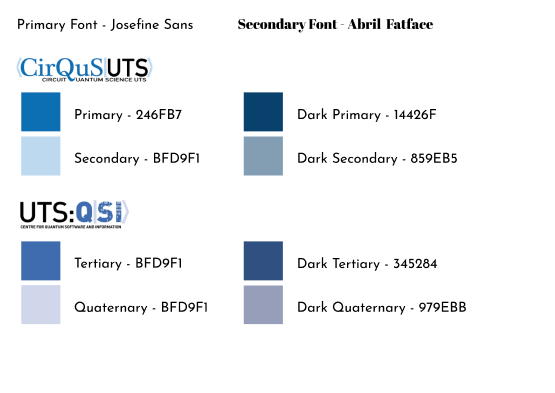 Primary Font - Josefine Sans
Secondary Font - Abril Fatface
⟨CirQuS|UTS⟩
CIRCUIT QUANTUM SCIENCE UTS
Primary - 246FB7
Dark Primary - 14426F
Secondary - BFD9F1
Dark Secondary - 859EB5
UTS:QSI
CENTRE FOR QUANTUM SOFTWARE AND INFORMATION
Tertiary - BFD9F1
Dark Tertiary - 345284
Quaternary - BFD9F1
Dark Quaternary - 979EBB